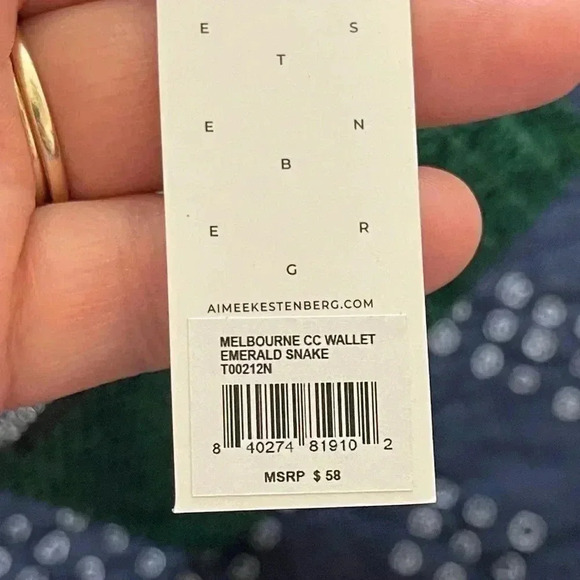 E S
T
E N
B
E R
G
AIMEEKESTENBERG.COM
MELBOURNE CC WALLET
EMERALD SNAKE
T00212N
8 40274 81910 2
MSRP $ 58